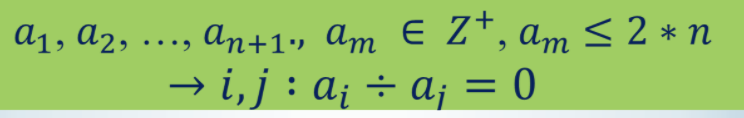 a₁, a₂, …, aₙ₊₁., aₘ ∈ Z⁺, aₘ ≤ 2 * n
→ i, j : aᵢ ÷ aⱼ = 0